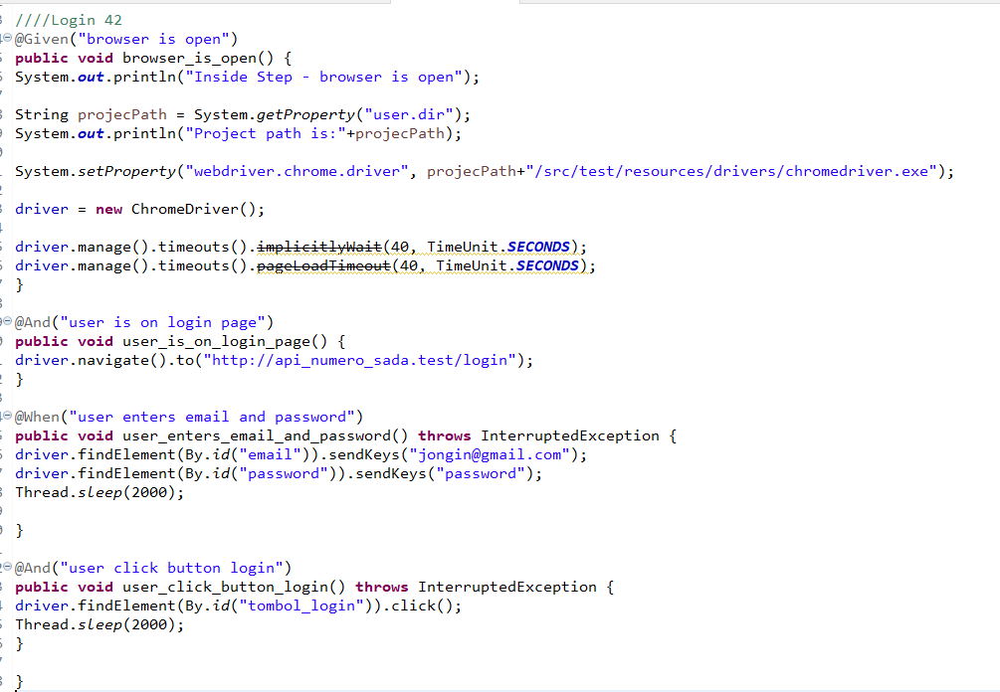 ////Login 42
@Given("browser is open")
public void browser_is_open() {
System.out.println("Inside Step - browser is open");
String projecPath = System.getProperty("user.dir");
System.out.println("Project path is:"+projecPath);
System.setProperty("webdriver.chrome.driver", projecPath+"/src/test/resources/drivers/chromedriver.exe");
driver = new ChromeDriver();
driver.manage().timeouts().implicitlyWait(40, TimeUnit.SECONDS);
driver.manage().timeouts().pageLoadTimeout(40, TimeUnit.SECONDS);
}
@And("user is on login page")
public void user_is_on_login_page() {
driver.navigate().to("http://api_numero_sada.test/login");
}
@When("user enters email and password")
public void user_enters_email_and_password() throws InterruptedException {
driver.findElement(By.id("email")).sendKeys("jongin@gmail.com");
driver.findElement(By.id("password")).sendKeys("password");
Thread.sleep(2000);
}
@And("user click button login")
public void user_click_button_login() throws InterruptedException {
driver.findElement(By.id("tombol_login")).click();
Thread.sleep(2000);
}
}